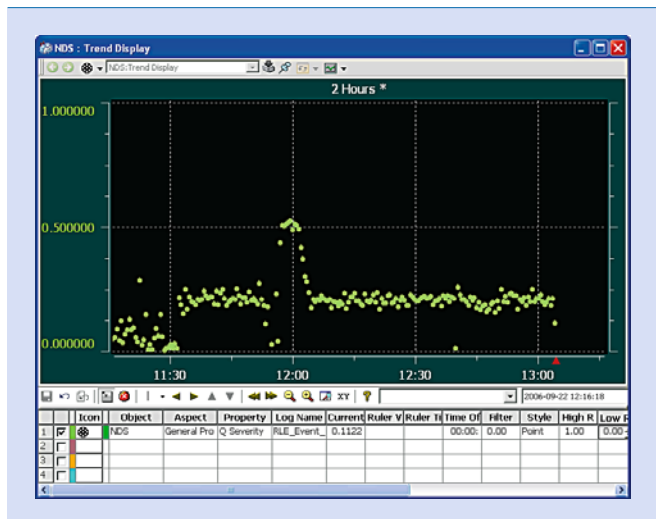 NDS : Trend Display
NDS:Trend Display
2 Hours *
1.000000
0.500000
0.000000
11:30 12:00 12:30 13:00
XY 2006-09-22 12:16:18
Icon Object Aspect Property Log Name Current Ruler V Ruler Ti Time Of Filter Style High R Low R
1 NDS General Pro Q Severity RLE_Event_ 0.1122 00:00: 0.00 Point 1.00 0.00
2
3
4